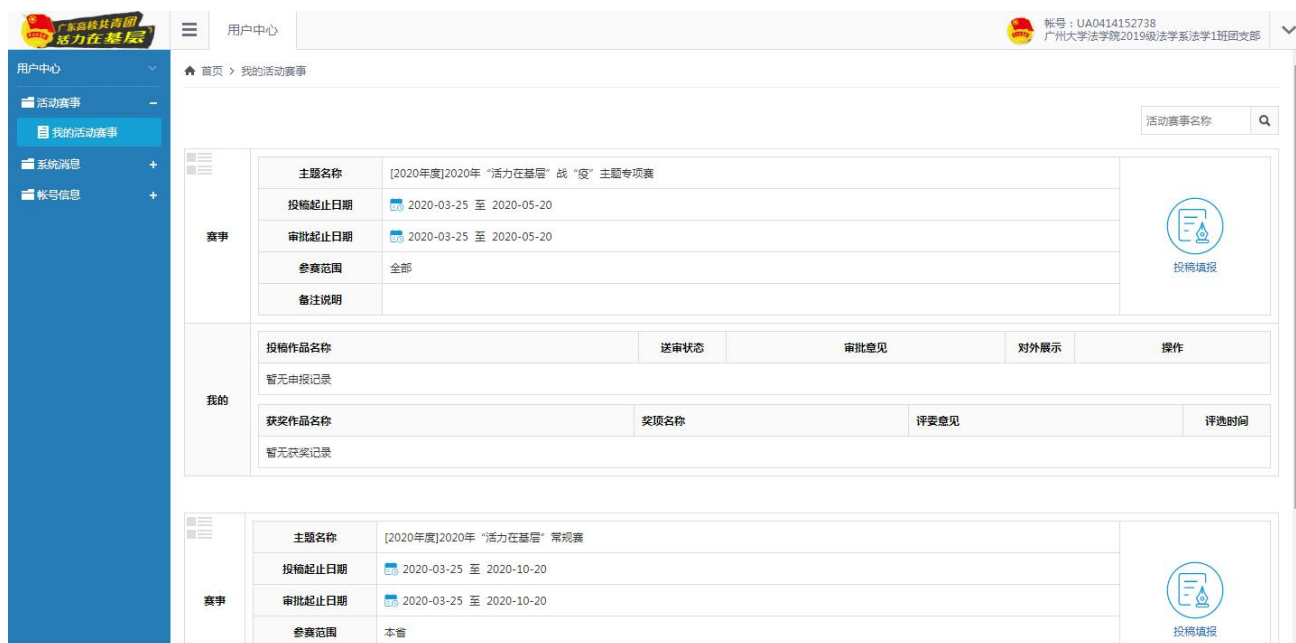 广东高校共青团
活力在基层
用户中心
帐号：UA0414152738
广州大学法学院2019级法学系法学1班团支部
用户中心
首页 > 我的活动赛事
活动赛事
我的活动赛事
系统消息
帐号信息
活动赛事名称
赛事
主题名称 [2020年度]2020年“活力在基层”战“疫”主题专项赛
投稿起止日期 2020-03-25 至 2020-05-20
审批起止日期 2020-03-25 至 2020-05-20
参赛范围 全部
备注说明
投稿填报
我的
投稿作品名称 送审状态 审批意见 对外展示 操作
暂无申报记录
获奖作品名称 奖项名称 评委意见 评选时间
暂无获奖记录
赛事
主题名称 [2020年度]2020年“活力在基层”常规赛
投稿起止日期 2020-03-25 至 2020-10-20
审批起止日期 2020-03-25 至 2020-10-20
参赛范围 本省
投稿填报